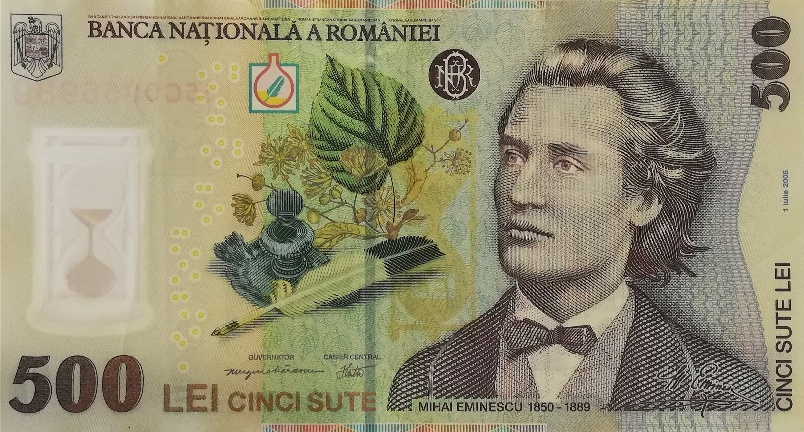 BANCA NAȚIONALĂ A ROMÂNIEI
500
1 iulie 2005
GUVERNATOR CASIER CENTRAL
500 LEI CINCI SUTE
MIHAI EMINESCU 1850 - 1889
CINCI SUTE LEI